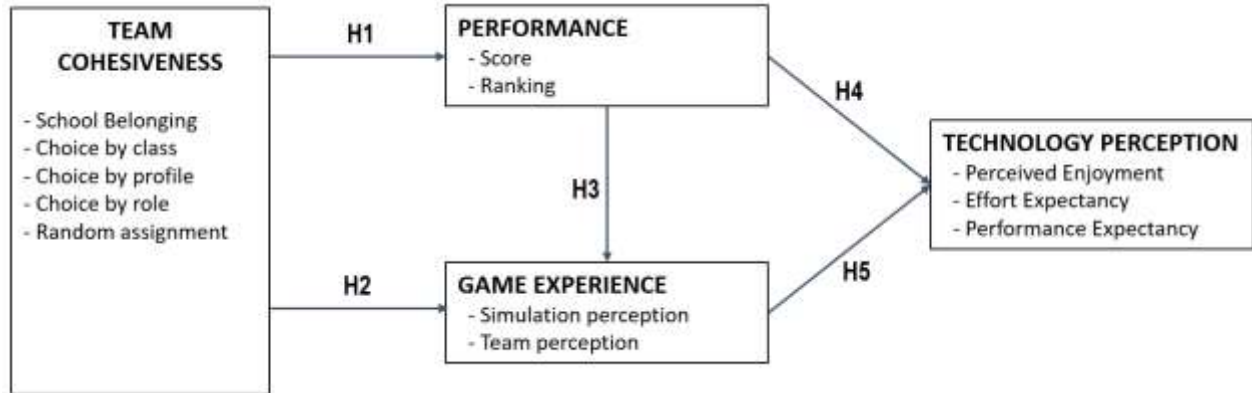 TEAM
COHESIVENESS
- School Belonging
- Choice by class
- Choice by profile
- Choice by role
- Random assignment
H1
H2
PERFORMANCE
- Score
- Ranking
H3
GAME EXPERIENCE
- Simulation perception
- Team perception
H4
H5
TECHNOLOGY PERCEPTION
- Perceived Enjoyment
- Effort Expectancy
- Performance Expectancy